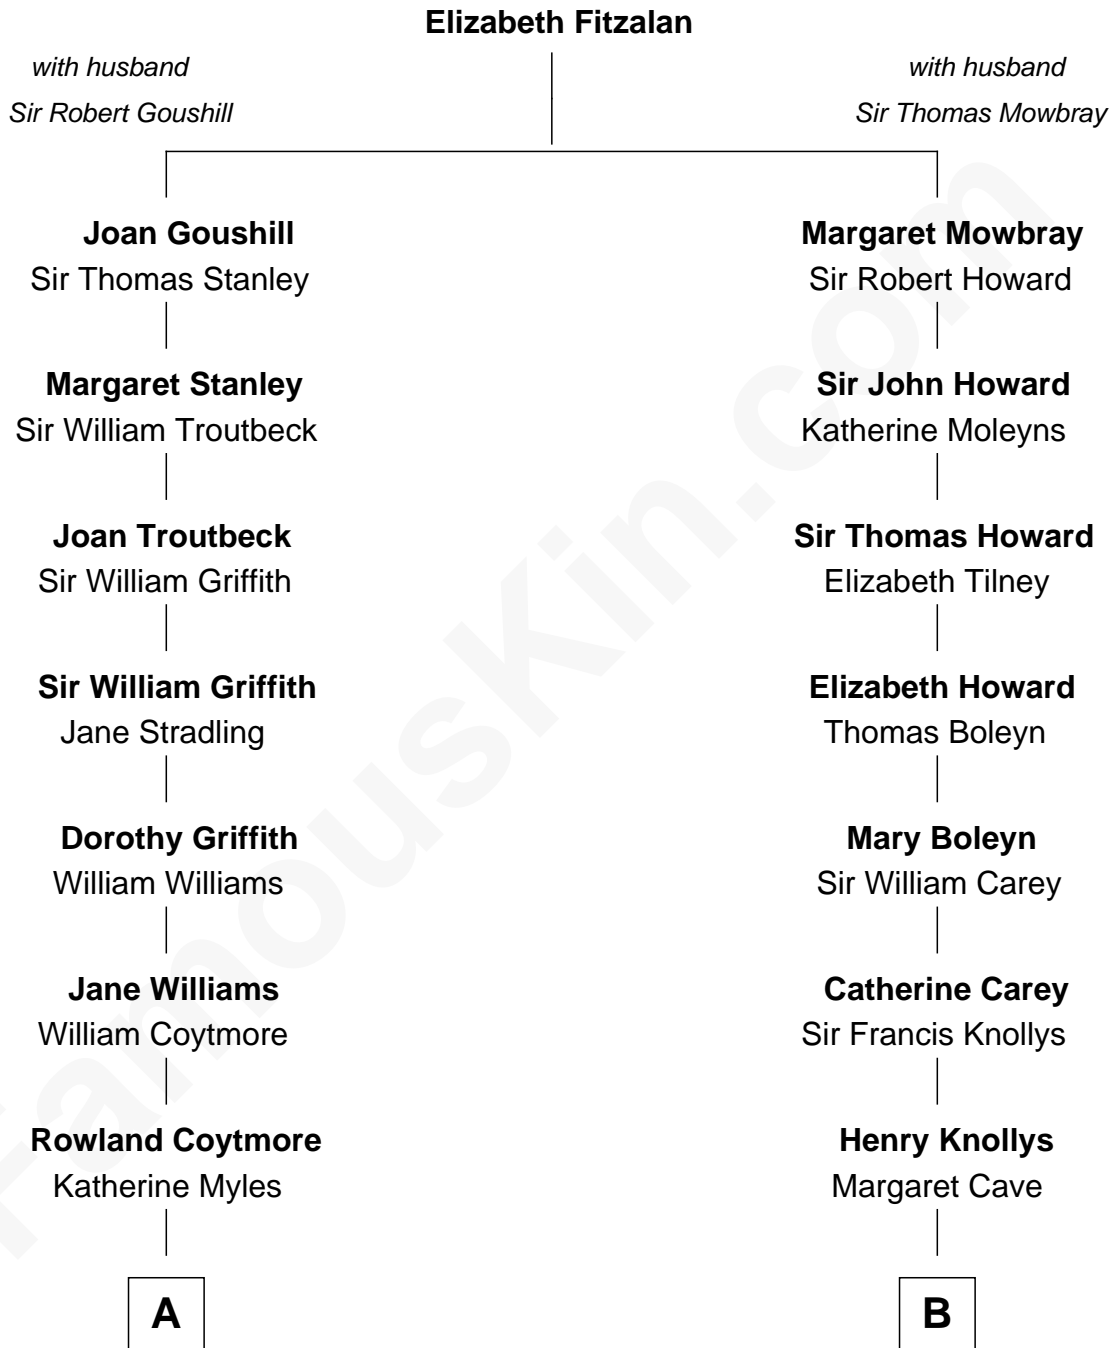 Elizabeth Fitzalan
with husband
Sir Robert Goushill
with husband
Sir Thomas Mowbray
Joan Goushill
Sir Thomas Stanley
Margaret Mowbray
Sir Robert Howard
Margaret Stanley
Sir William Troutbeck
Sir John Howard
Katherine Moleyns
Joan Troutbeck
Sir William Griffith
Sir Thomas Howard
Elizabeth Tilney
Sir William Griffith
Jane Stradling
Elizabeth Howard
Thomas Boleyn
Dorothy Griffith
William Williams
Mary Boleyn
Sir William Carey
Jane Williams
William Coytmore
Catherine Carey
Sir Francis Knollys
Rowland Coytmore
Katherine Myles
Henry Knollys
Margaret Cave
A
B
FamousKin.com